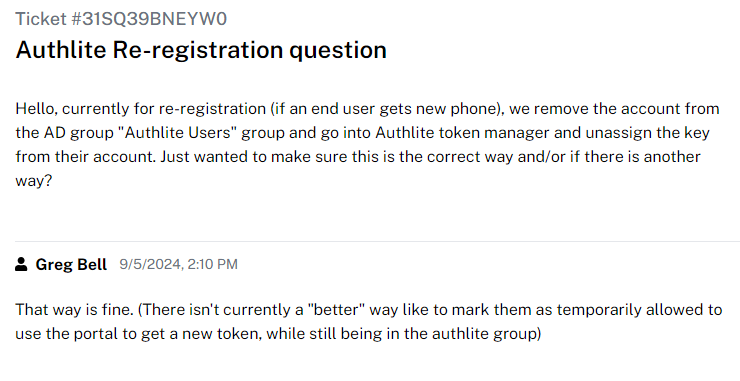 Ticket #31SQ39BNEYW0
Authlite Re-registration question
Hello, currently for re-registration (if an end user gets new phone), we remove the account from
the AD group "Authlite Users" group and go into Authlite token manager and unassign the key
from their account. Just wanted to make sure this is the correct way and/or if there is another
way?
Greg Bell 9/5/2024, 2:10 PM
That way is fine. (There isn't currently a "better" way like to mark them as temporarily allowed to
use the portal to get a new token, while still being in the authlite group)